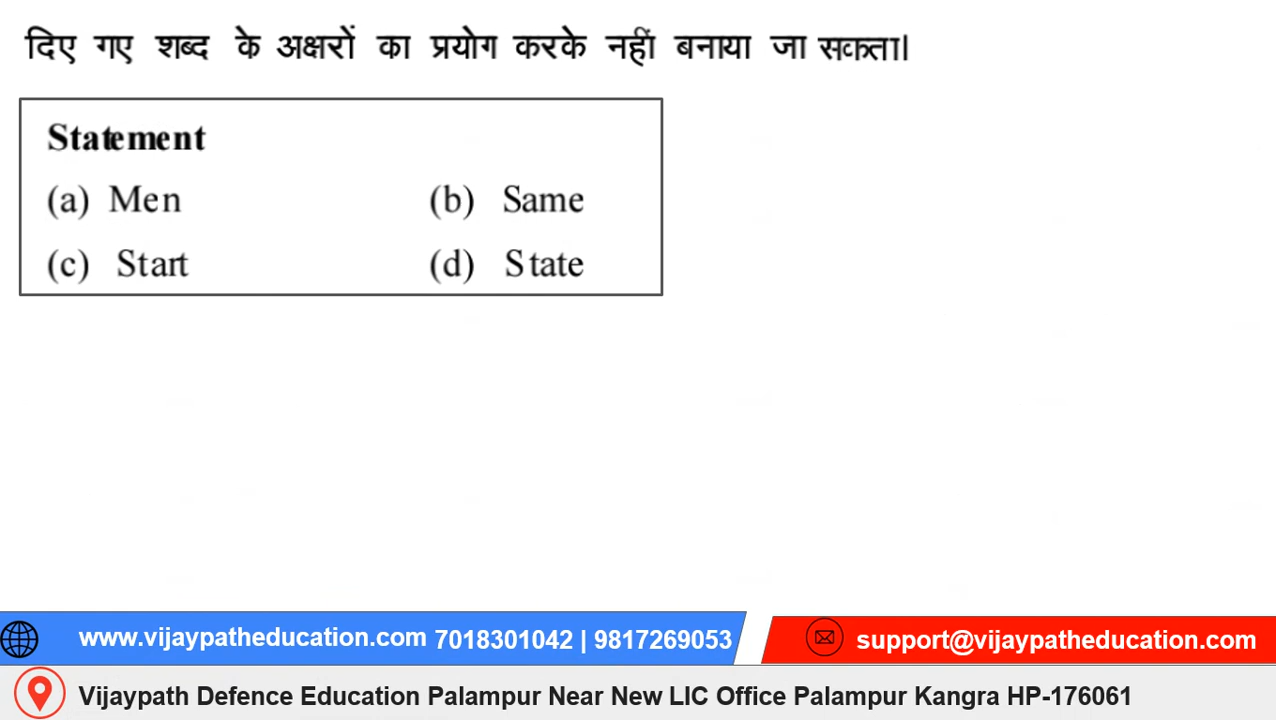 दिए गए शब्द के अक्षरों का प्रयोग करके नहीं बनाया जा सकता।
Statement
(a) Men (b) Same
(c) Start (d) State
www.vijaypatheducation.com 7018301042 | 9817269053
support@vijaypatheducation.com
Vijaypath Defence Education Palampur Near New LIC Office Palampur Kangra HP-176061